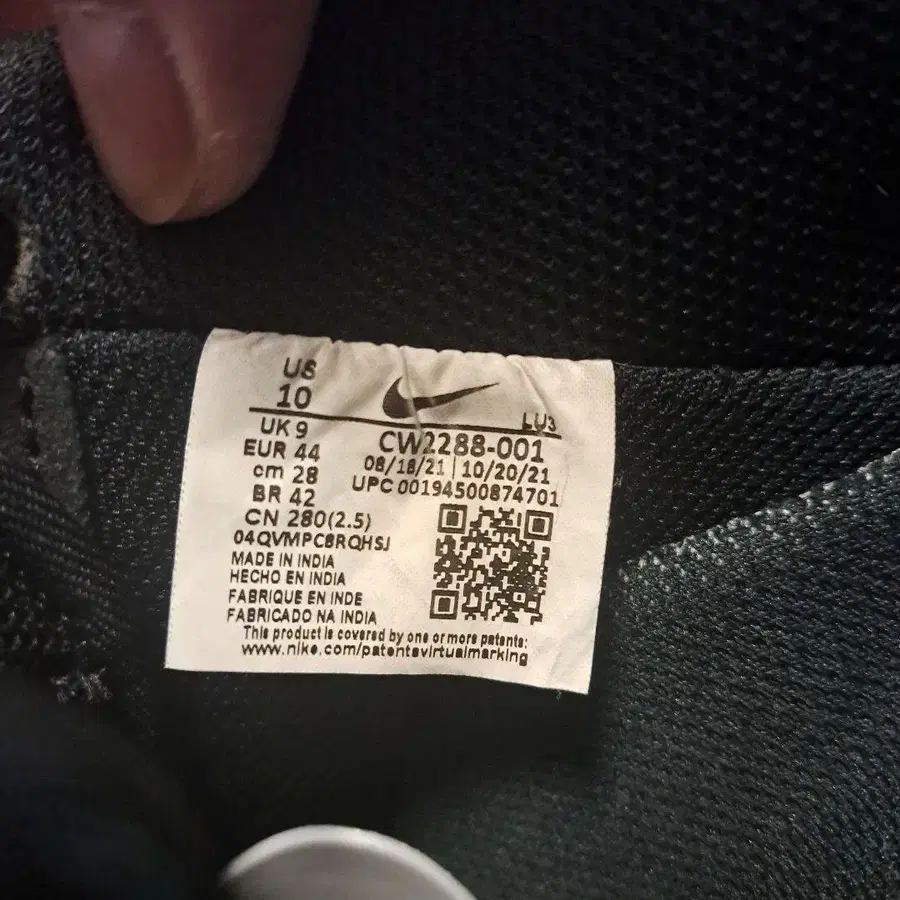 US
10
LU3
UK 9
CW2288-001
EUR 44
08/18/21 | 10/20/21
cm 28
UPC 00194500874701
BR 42
CN 280(2.5)
04QVMPC8RQHSJ
MADE IN INDIA
HECHO EN INDIA
FABRIQUE EN INDE
FABRICADO NA INDIA
This product is covered by one or more patents:
www.nike.com/patentsvirtualmarking